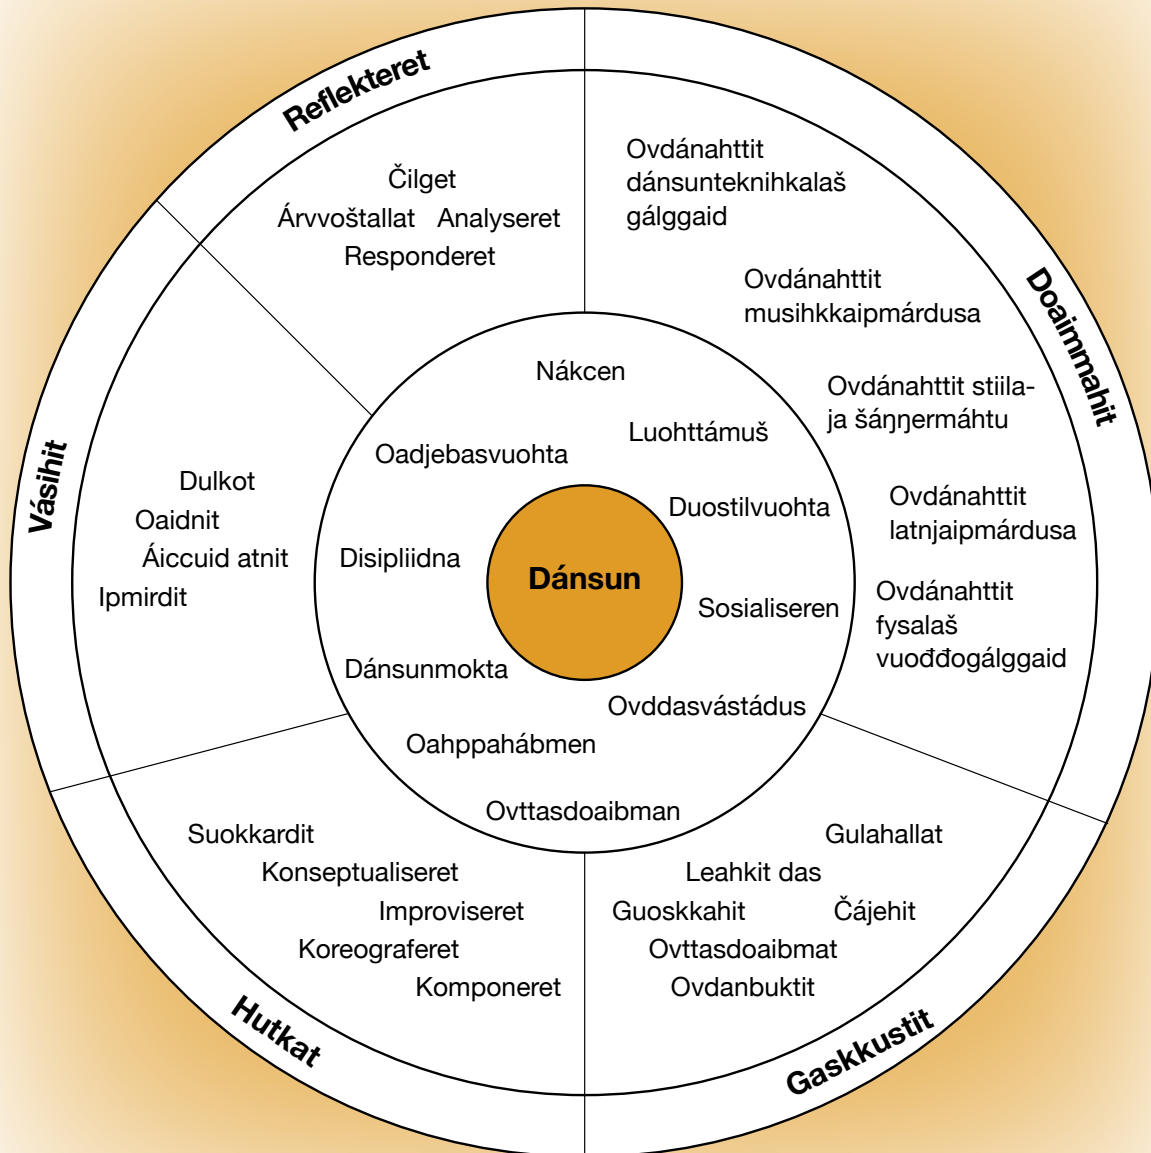 Reflekteret
Čilget
Árvvoštallat Analyseret
Responderet
Doaimmahit
Ovdánahttit
dánsunteknihkalaš
gálggaid
Ovdánahttit
musihkkaipmárdusa
Ovdánahttit stiila-
ja šáŋŋermáhtu
Ovdánahttit
latnjaipmárdusa
Ovdánahttit
fysalaš
vuođđogálggaid
Vásihit
Dulkot
Oaidnit
Áiccuid atnit
Ipmirdit
Nákcen
Luohttámuš
Oadjebasvuohta
Duostilvuohta
Disipliidna
Dánsun
Sosialiseren
Dánsunmokta
Ovddasvástádus
Oahppahábmen
Ovttasdoaibman
Hutkat
Suokkardit
Konseptualiseret
Improviseret
Koreograferet
Komponeret
Gaskkustit
Gulahallat
Leahkit das
Guoskkahit Čájehit
Ovttasdoaibmat
Ovdanbuktit